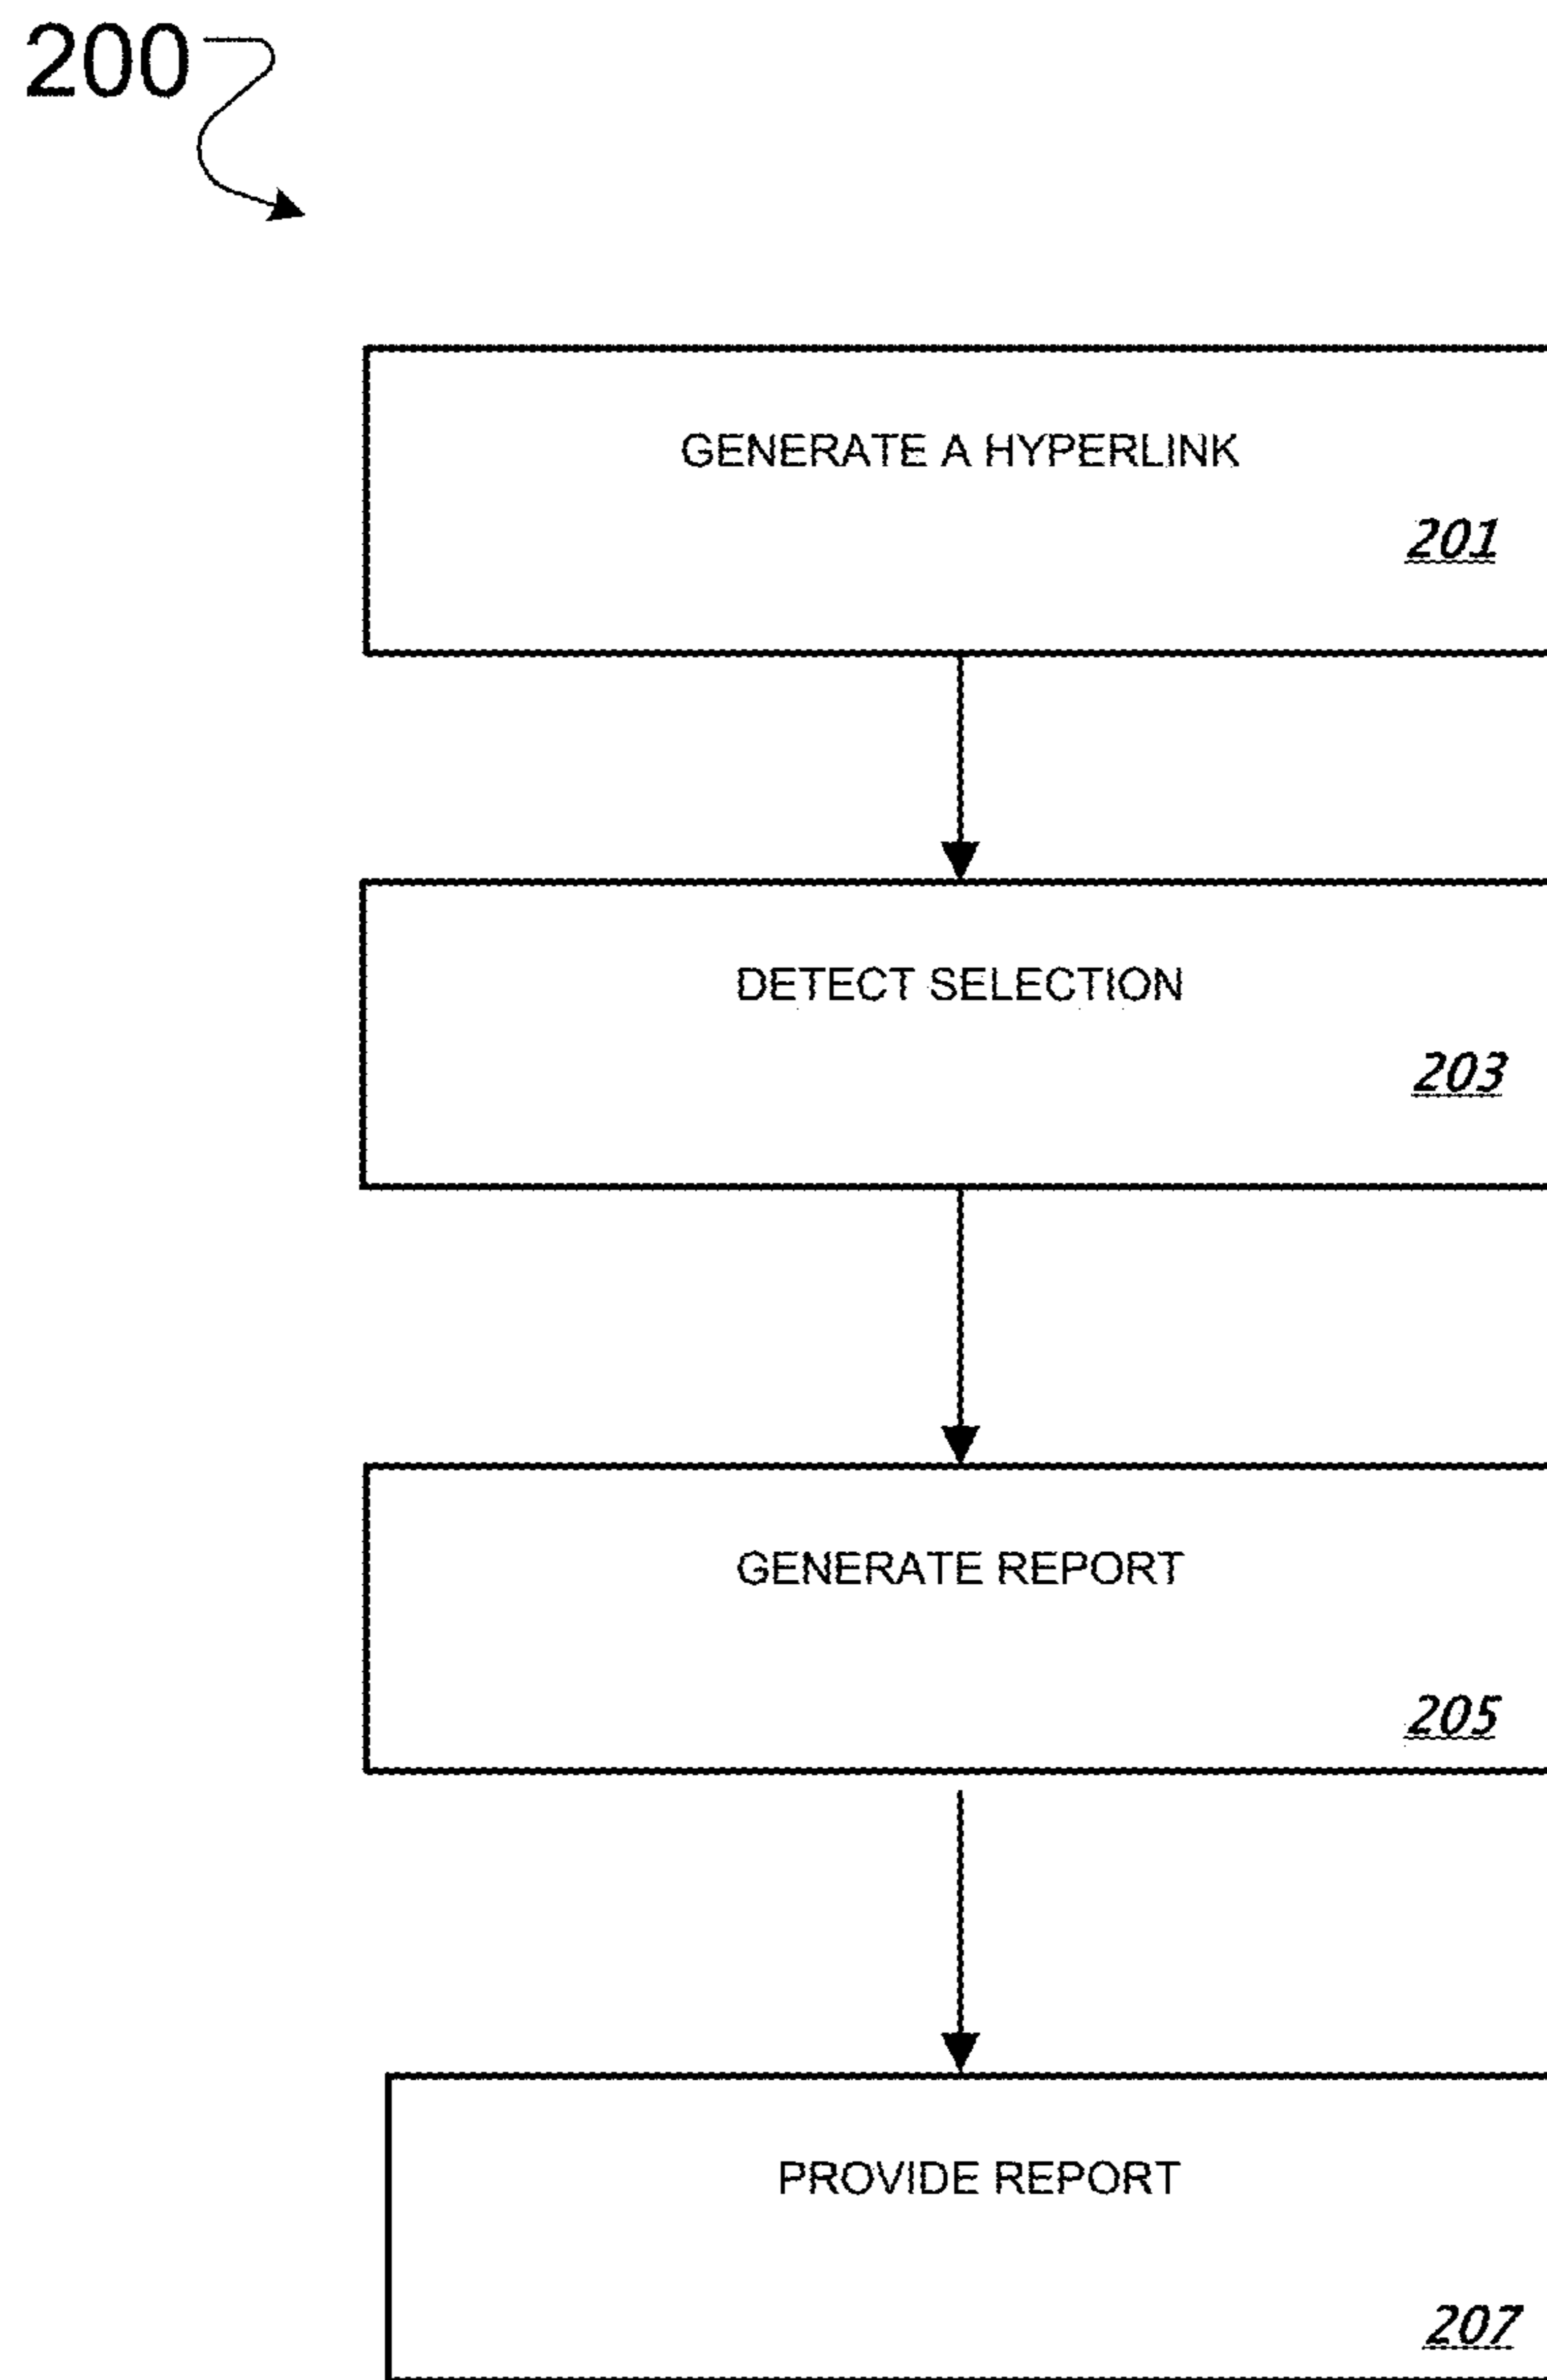 200
GENERATE A HYPERLINK
201
DETECT SELECTION
203
GENERATE REPORT
205
PROVIDE REPORT
207